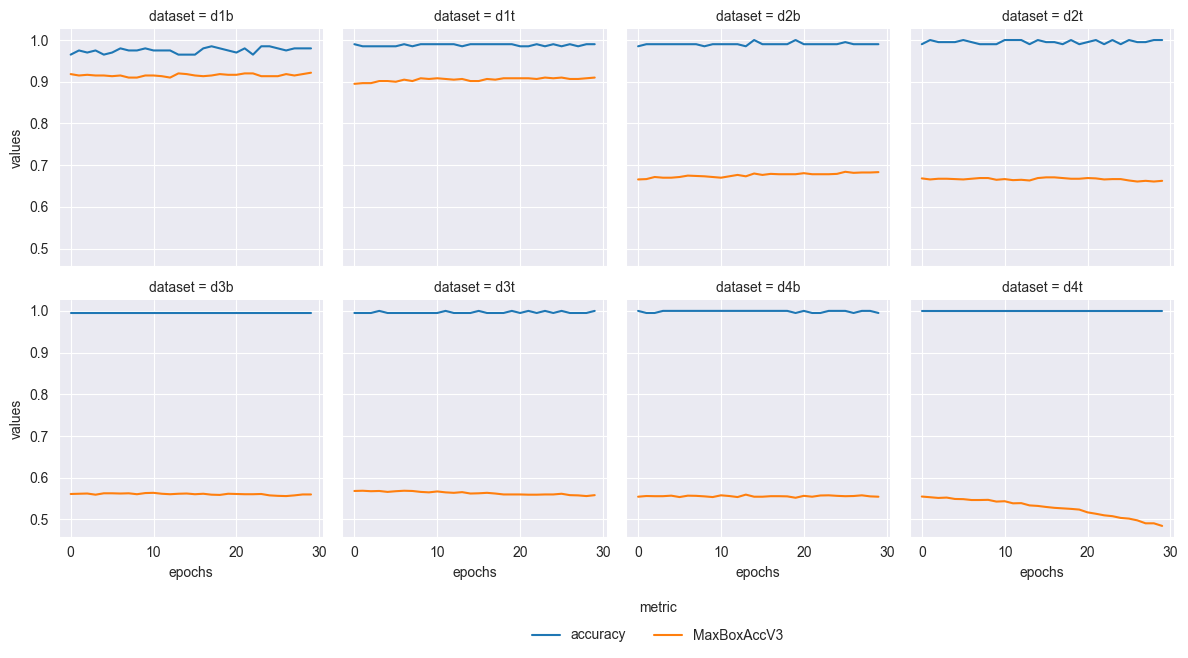 dataset = d1b
dataset = d1t
dataset = d2b
dataset = d2t
values
1.0
0.9
0.8
0.7
0.6
0.5
dataset = d3b
dataset = d3t
dataset = d4b
dataset = d4t
values
1.0
0.9
0.8
0.7
0.6
0.5
0 10 20 30
0 10 20 30
0 10 20 30
0 10 20 30
epochs
epochs
epochs
epochs
metric
accuracy
MaxBoxAccV3